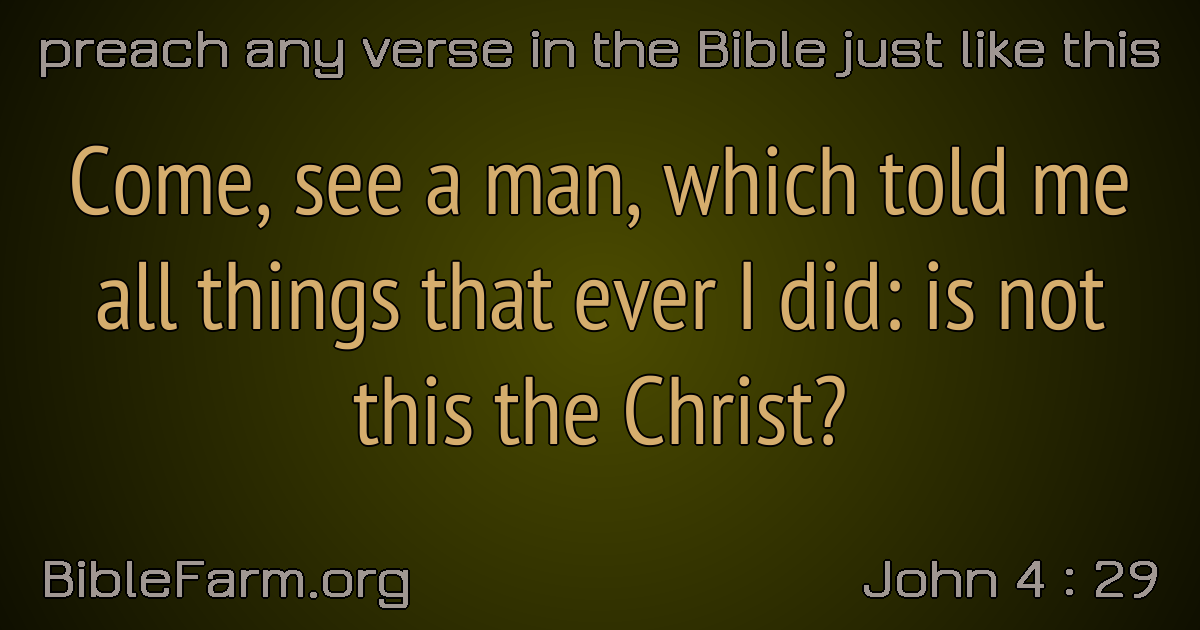 preach any verse in the Bible just like this
Come, see a man, which told me
all things that ever I did: is not
this the Christ?
BibleFarm.org
John 4 : 29